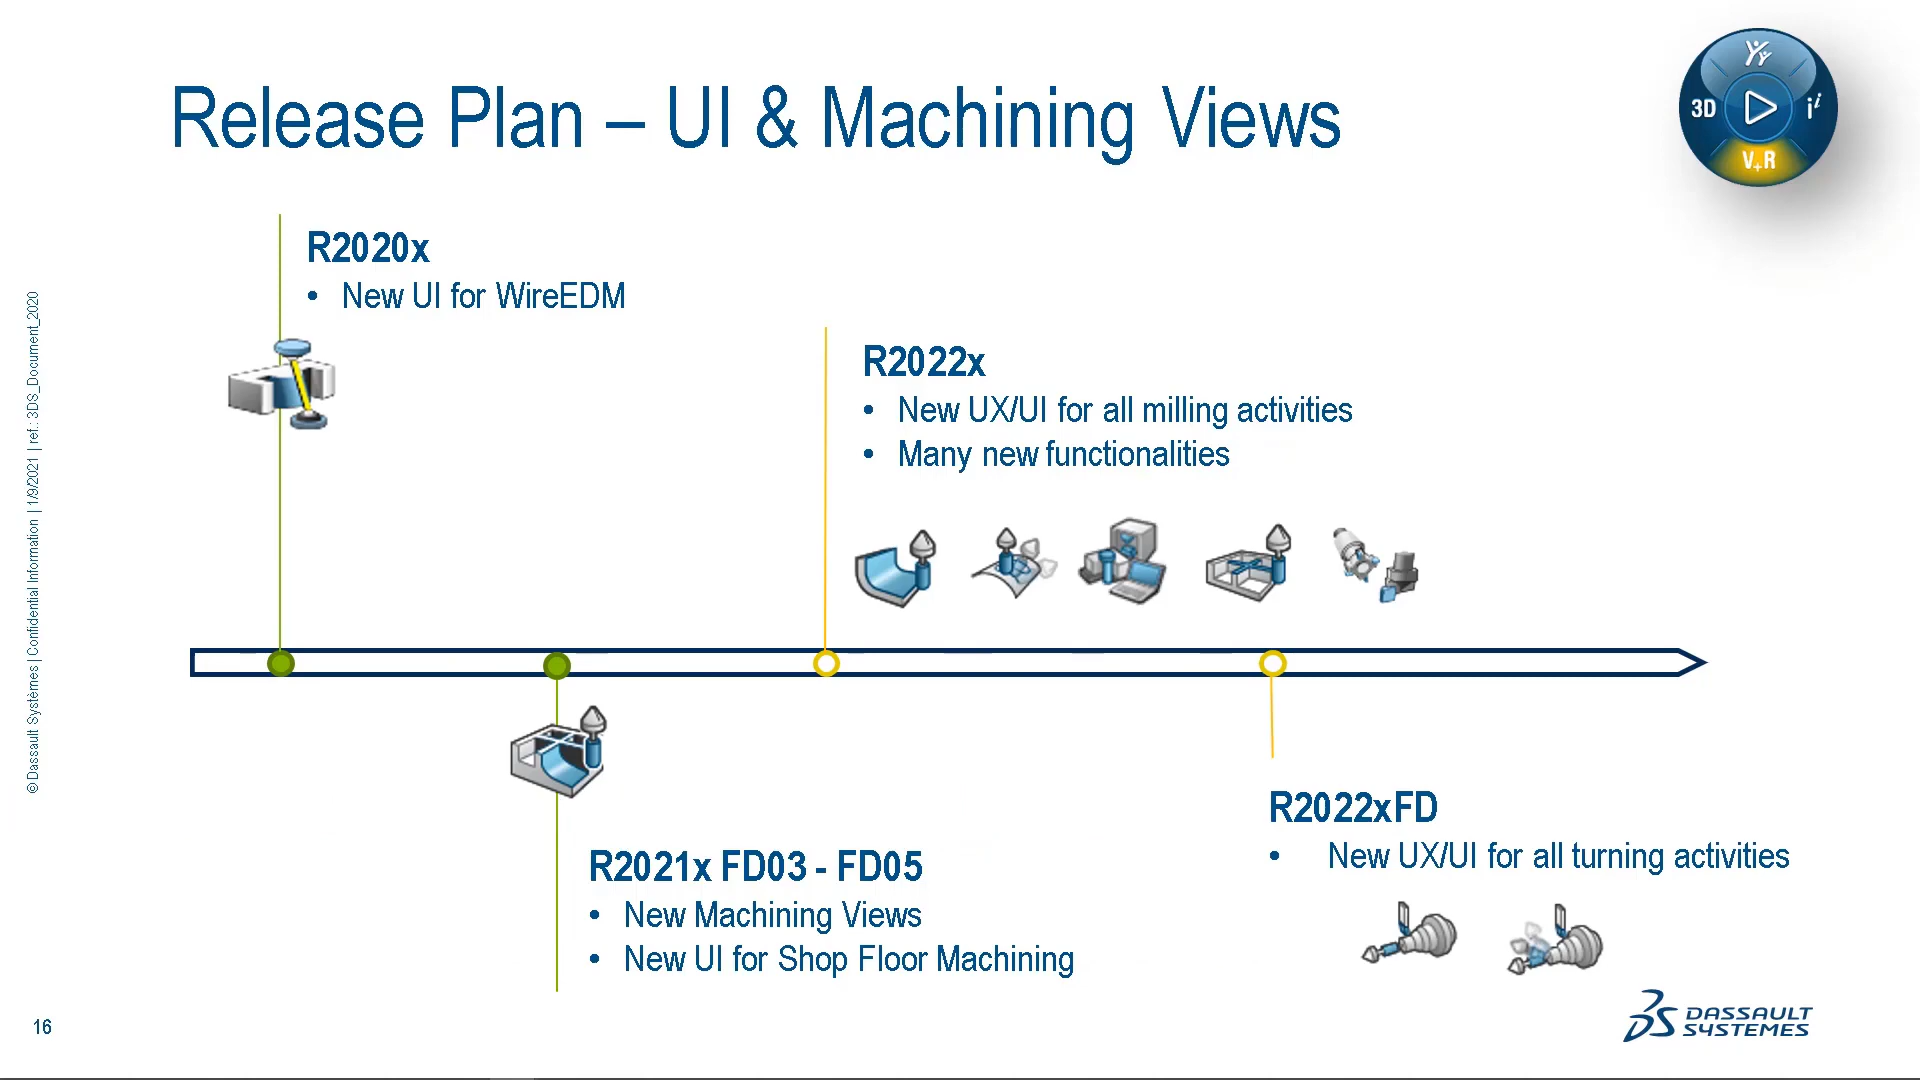 Release Plan – UI & Machining Views
3D
V+R
R2020x
• New UI for WireEDM
R2022x
• New UX/UI for all milling activities
• Many new functionalities
R2021x FD03 - FD05
• New Machining Views
• New UI for Shop Floor Machining
R2022xFD
• New UX/UI for all turning activities
© Dassault Systèmes | Confidential Information | 1/9/2021 | ref.: 3DS_Document_2020
16
DASSAULT
SYSTEMES